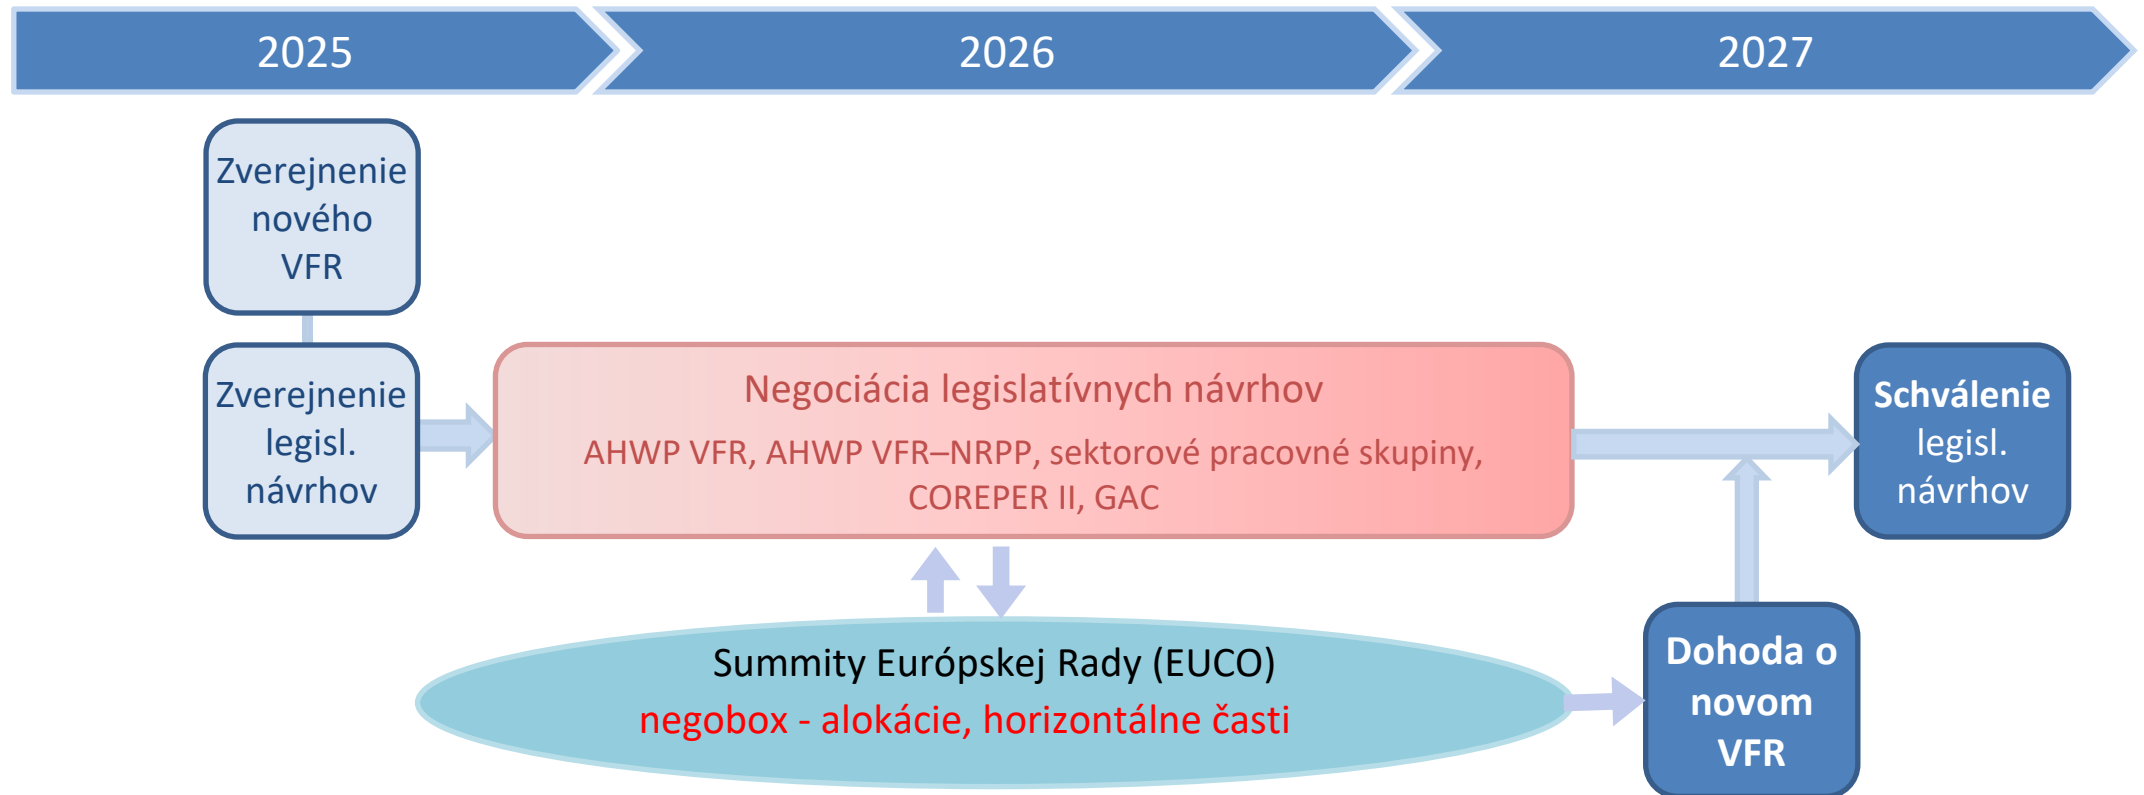 2025
2026
2027
Zverejnenie
nového
VFR
Zverejnenie
legisl.
návrhov
Negociácia legislatívnych návrhov
AHWP VFR, AHWP VFR–NRPP, sektorové pracovné skupiny,
COREPER II, GAC
Schválenie
legisl.
návrhov
Summity Európskej Rady (EUCO)
negobox - alokácie, horizontálne časti
Dohoda o
novom
VFR